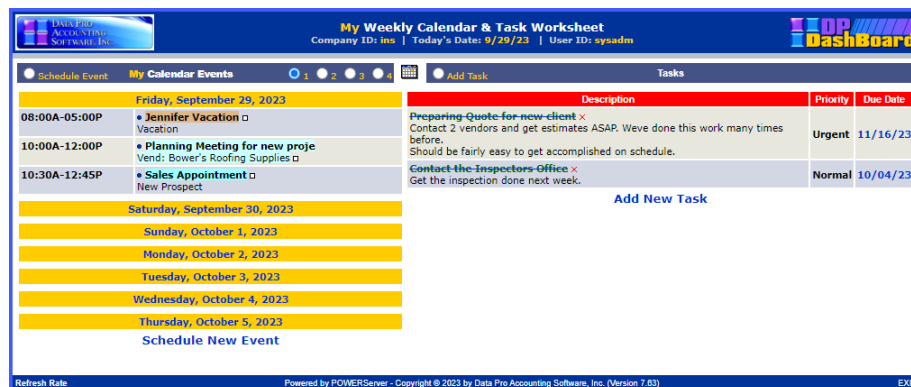 DATA PRO
ACCOUNTING
SOFTWARE, INC.
My Weekly Calendar & Task Worksheet
Company ID: ins | Today's Date: 9/29/23 | User ID: sysadm
DP
DashBoard
Schedule Event My Calendar Events 1 2 3 4 Add Task Tasks
Friday, September 29, 2023
08:00A-05:00P • Jennifer Vacation
Vacation
10:00A-12:00P • Planning Meeting for new proje
Vend: Bower's Roofing Supplies
10:30A-12:45P • Sales Appointment
New Prospect
Saturday, September 30, 2023
Sunday, October 1, 2023
Monday, October 2, 2023
Tuesday, October 3, 2023
Wednesday, October 4, 2023
Thursday, October 5, 2023
Schedule New Event
Description Priority Due Date
Preparing Quote for new client ×
Contact 2 vendors and get estimates ASAP. Weve done this work many times
before.
Should be fairly easy to get accomplished on schedule.
Urgent 11/16/23
Contact the Inspectors Office ×
Get the inspection done next week.
Normal 10/04/23
Add New Task
Refresh Rate Powered by POWERServer - Copyright © 2023 by Data Pro Accounting Software, Inc. (Version 7.63) EX